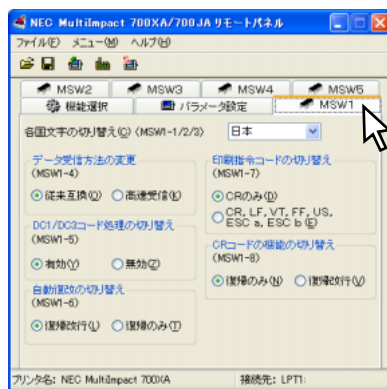 NEC MultiImpact 700XA/700JA リモートパネル
ファイル(F) メニュー(M) ヘルプ(H)
MSW2 MSW3 MSW4 MSW5
機能選択 パラメータ設定 MSW1
各国文字の切り替え(C) (MSW1-1/2/3) 日本
データ受信方法の変更
(MSW1-4)
従来互換(O) 高速受信(K)
DC1/DC3コード処理の切り替え
(MSW1-5)
有効(Y) 無効(Z)
自動復改の切り替え
(MSW1-6)
復帰改行(L) 復帰のみ(T)
印刷指令コードの切り替え
(MSW1-7)
CRのみ(D)
CR, LF, VT, FF, US,
ESC a, ESC b(E)
CRコードの機能の切り替え
(MSW1-8)
復帰のみ(N) 復帰改行(V)
プリンタ名: NEC MultiImpact 700XA 接続先: LPT1: